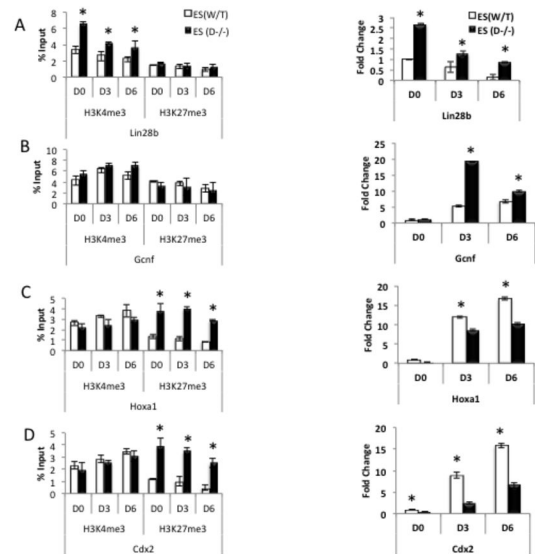 A
% Input
8
6
4
2
0
D0 D3 D6 D0 D3 D6
H3K4me3 H3K27me3
Lin28b
ES(W/T)
ES (D-/-)
* * *
Fold Change
3
2.5
2
1.5
1
0.5
0
D0 D3 D6
Lin28b
ES(W/T)
ES(D-/-)
* * *
B
% Input
10
8
6
4
2
0
D0 D3 D6 D0 D3 D6
H3K4me3 H3K27me3
Gcnf
Fold Change
25
20
15
10
5
0
D0 D3 D6
Gcnf
* *
C
% Input
5
4
3
2
1
0
D0 D3 D6 D0 D3 D6
H3K4me3 H3K27me3
Hoxa1
* * *
Fold Change
20
15
10
5
0
D0 D3 D6
Hoxa1
* *
D
% Input
5
4
3
2
1
0
D0 D3 D6 D0 D3 D6
H3K4me3 H3K27me3
Cdx2
* * *
Fold Change
20
15
10
5
0
D0 D3 D6
Cdx2
* * *